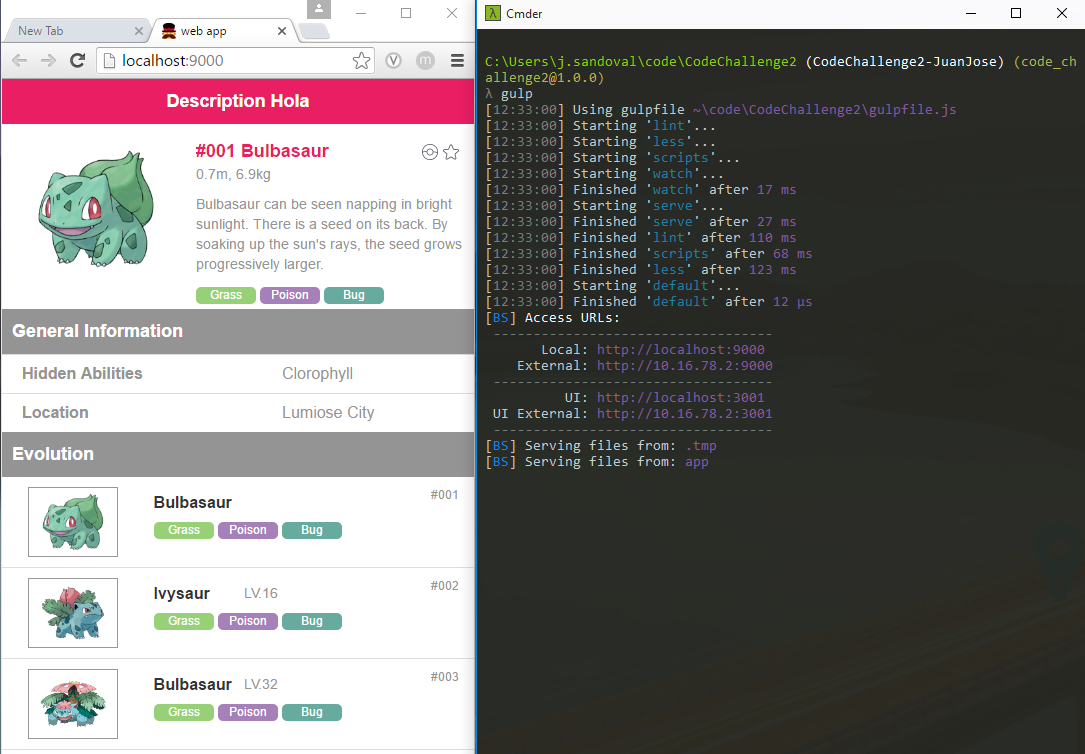 New Tab
web app
localhost:9000
V
m
Description Hola
#001 Bulbasaur
0.7m, 6.9kg
Bulbasaur can be seen napping in bright
sunlight. There is a seed on its back. By
soaking up the sun's rays, the seed grows
progressively larger.
Grass Poison Bug
General Information
Hidden Abilities Clorophyll
Location Lumiose City
Evolution
Bulbasaur #001
Grass Poison Bug
Ivysaur LV.16 #002
Grass Poison Bug
Bulbasaur LV.32 #003
Grass Poison Bug
λ Cmder
C:\Users\j.sandoval\code\CodeChallenge2 (CodeChallenge2-JuanJose) (code_ch
allenge2@1.0.0)
λ gulp
[12:33:00] Using gulpfile ~\code\CodeChallenge2\gulpfile.js
[12:33:00] Starting 'lint'...
[12:33:00] Starting 'less'...
[12:33:00] Starting 'scripts'...
[12:33:00] Starting 'watch'...
[12:33:00] Finished 'watch' after 17 ms
[12:33:00] Starting 'serve'...
[12:33:00] Finished 'serve' after 27 ms
[12:33:00] Finished 'lint' after 110 ms
[12:33:00] Finished 'scripts' after 68 ms
[12:33:00] Finished 'less' after 123 ms
[12:33:00] Starting 'default'...
[12:33:00] Finished 'default' after 12 μs
[BS] Access URLs:
-----------------------------------
Local: http://localhost:9000
External: http://10.16.78.2:9000
-----------------------------------
UI: http://localhost:3001
UI External: http://10.16.78.2:3001
-----------------------------------
[BS] Serving files from: .tmp
[BS] Serving files from: app